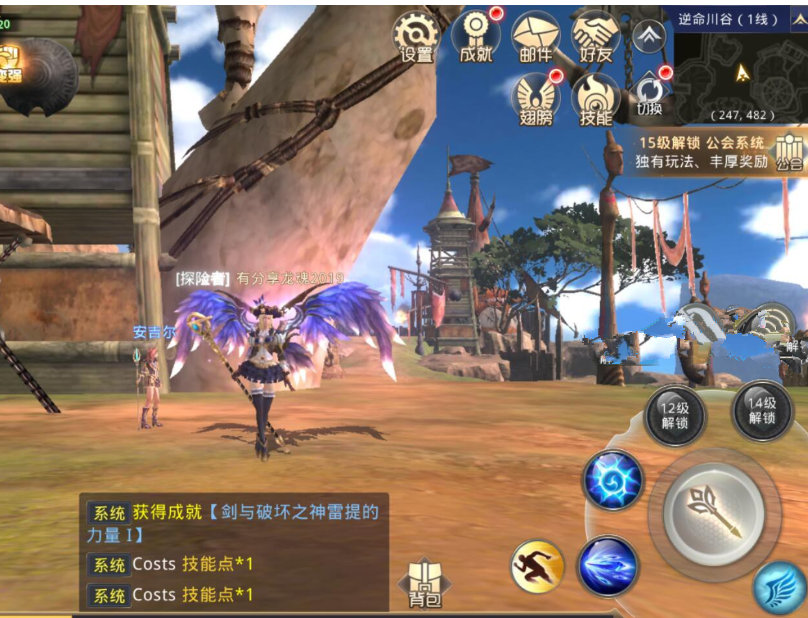 20
变强
设置
成就
邮件
好友
翅膀
技能
切换
逆命川谷(1线)
(247,482)
15级解锁 公会系统
独有玩法、丰厚奖励
公会
[探险者] 有分享龙魂2019
安吉尔
解
12级
解锁
14级
解锁
系统 获得成就【剑与破坏之神雷提的
力量 I】
系统 Costs 技能点*1
系统 Costs 技能点*1
背包